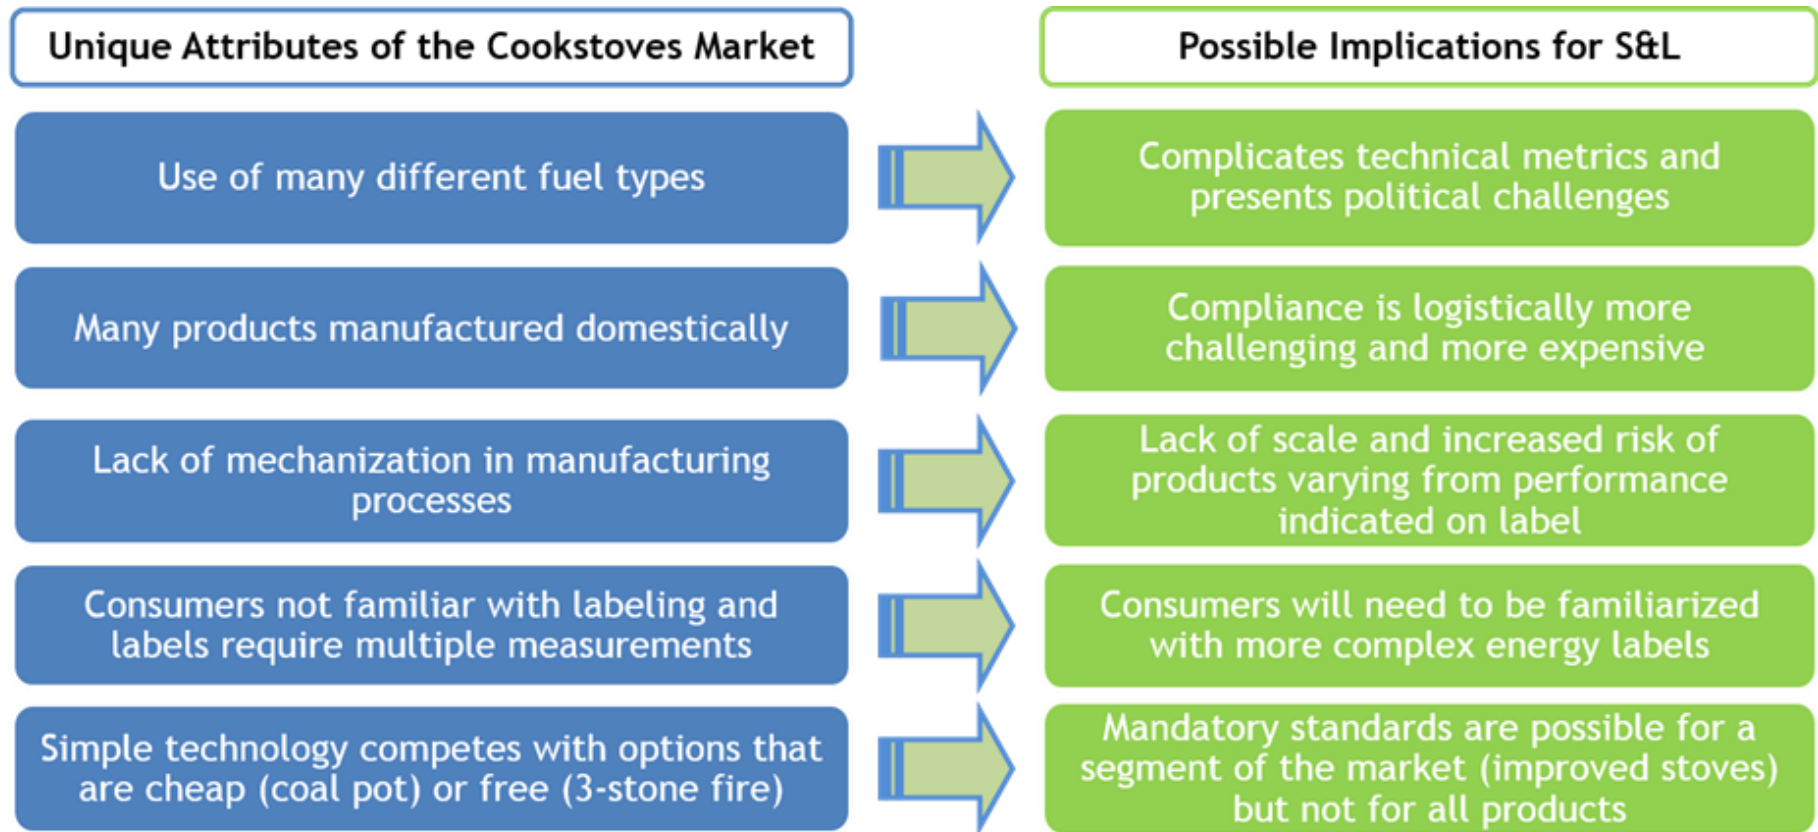 Unique Attributes of the Cookstoves Market
Possible Implications for S&L
Use of many different fuel types
Complicates technical metrics and
presents political challenges
Many products manufactured domestically
Compliance is logistically more
challenging and more expensive
Lack of mechanization in manufacturing
processes
Lack of scale and increased risk of
products varying from performance
indicated on label
Consumers not familiar with labeling and
labels require multiple measurements
Consumers will need to be familiarized
with more complex energy labels
Simple technology competes with options that
are cheap (coal pot) or free (3-stone fire)
Mandatory standards are possible for a
segment of the market (improved stoves)
but not for all products